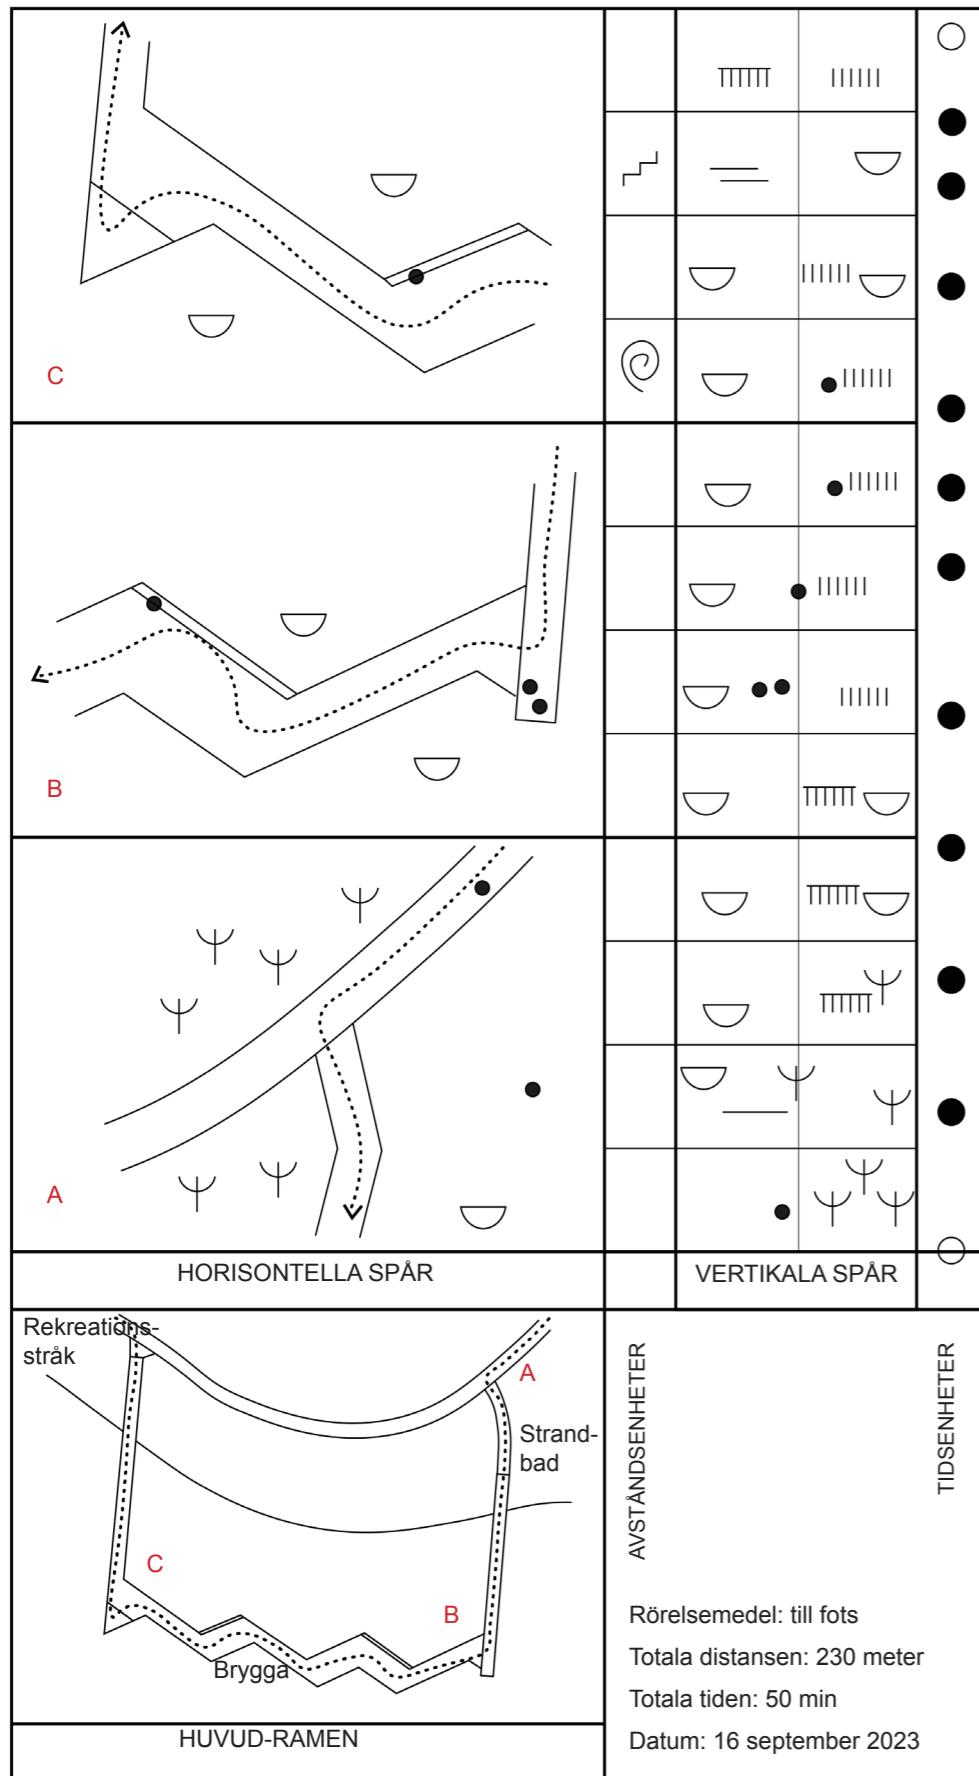 C
B
A
HORISONTELLA SPÅR
VERTIKALA SPÅR
Rekreations-
stråk
A
Strand-
bad
C
B
Brygga
HUVUD-RAMEN
AVSTÅNDSENHETER
TIDSENHETER
Rörelsemedel: till fots
Totala distansen: 230 meter
Totala tiden: 50 min
Datum: 16 september 2023